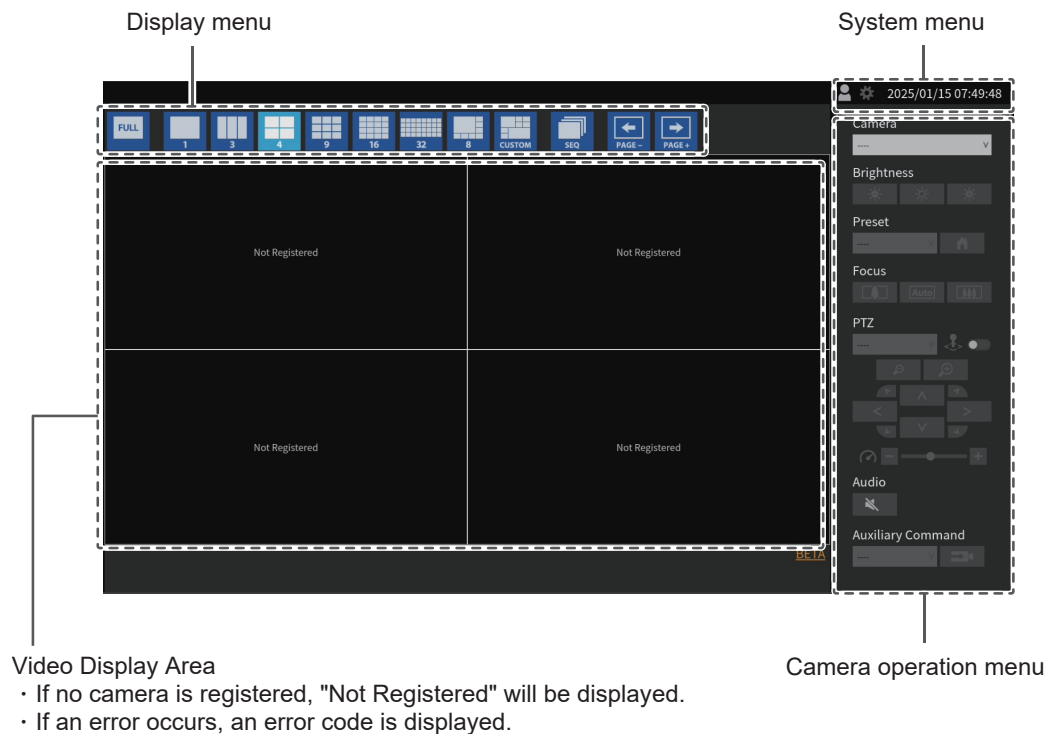 Display menu
System menu
2025/01/15 07:49:48
FULL
1
3
4
9
16
32
8
CUSTOM
SEQ
PAGE -
PAGE +
Camera
----
Brightness
Preset
----
Focus
Auto
PTZ
----
Audio
Auxiliary Command
----
Not Registered
Not Registered
Not Registered
Not Registered
BETA
Video Display Area
・If no camera is registered, "Not Registered" will be displayed.
・If an error occurs, an error code is displayed.
Camera operation menu